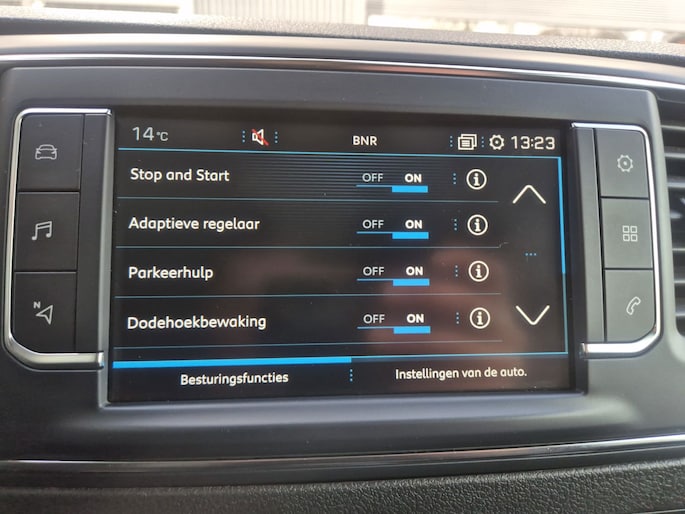 14 °C BNR 13:23
Stop and Start OFF ON
Adaptieve regelaar OFF ON
Parkeerhulp OFF ON
Dodehoekbewaking OFF ON
Besturingsfuncties Instellingen van de auto.
N